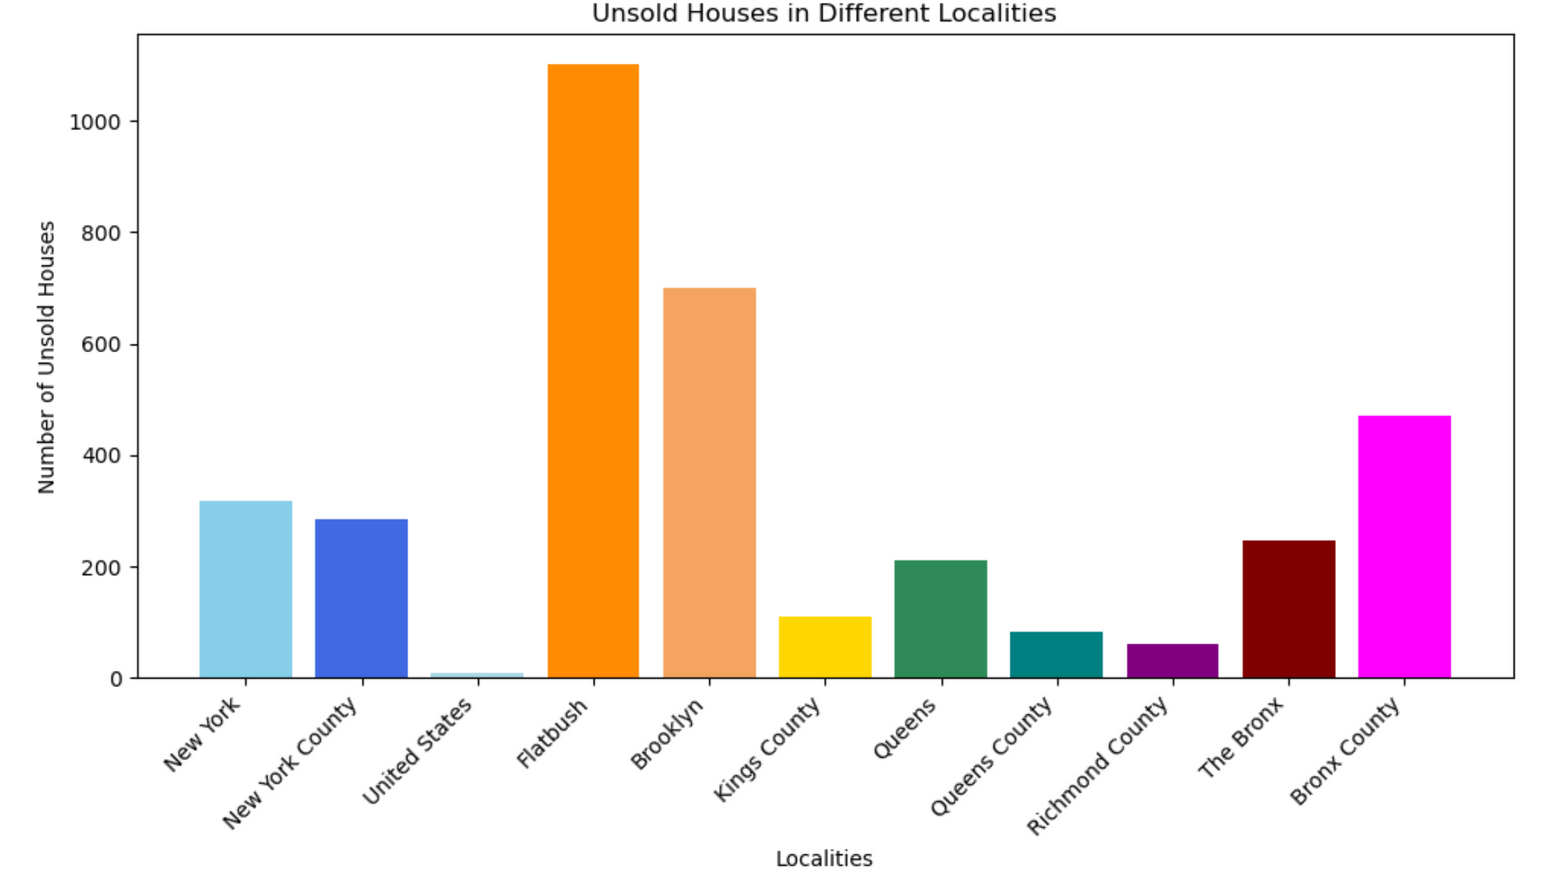 Unsold Houses in Different Localities
Number of Unsold Houses
1000
800
600
400
200
0
New York
New York County
United States
Flatbush
Brooklyn
Kings County
Queens
Queens County
Richmond County
The Bronx
Bronx County
Localities